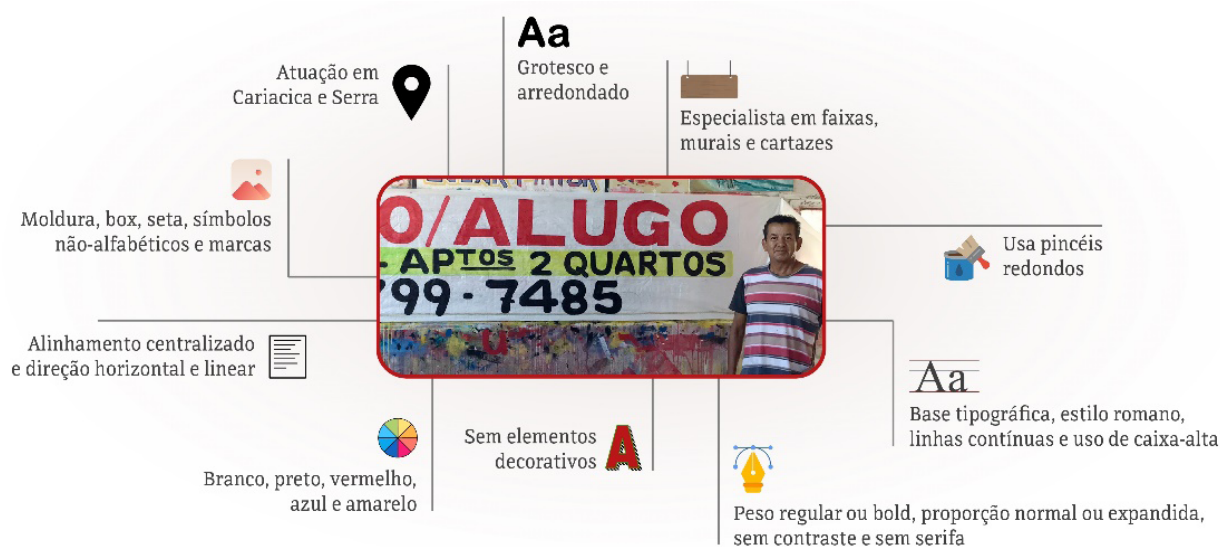 Aa
Grotesco e
arredondado
Atuação em
Cariacica e Serra
Especialista em faixas,
murais e cartazes
Moldura, box, seta, símbolos
não-alfabéticos e marcas
O/ALUGO
- APTOS 2 QUARTOS
99-7485
Usa pincéis
redondos
Alinhamento centralizado
e direção horizontal e linear
Aa
Base tipográfica, estilo romano,
linhas contínuas e uso de caixa-alta
Sem elementos
decorativos
A
Branco, preto, vermelho,
azul e amarelo
Peso regular ou bold, proporção normal ou expandida,
sem contraste e sem serifa